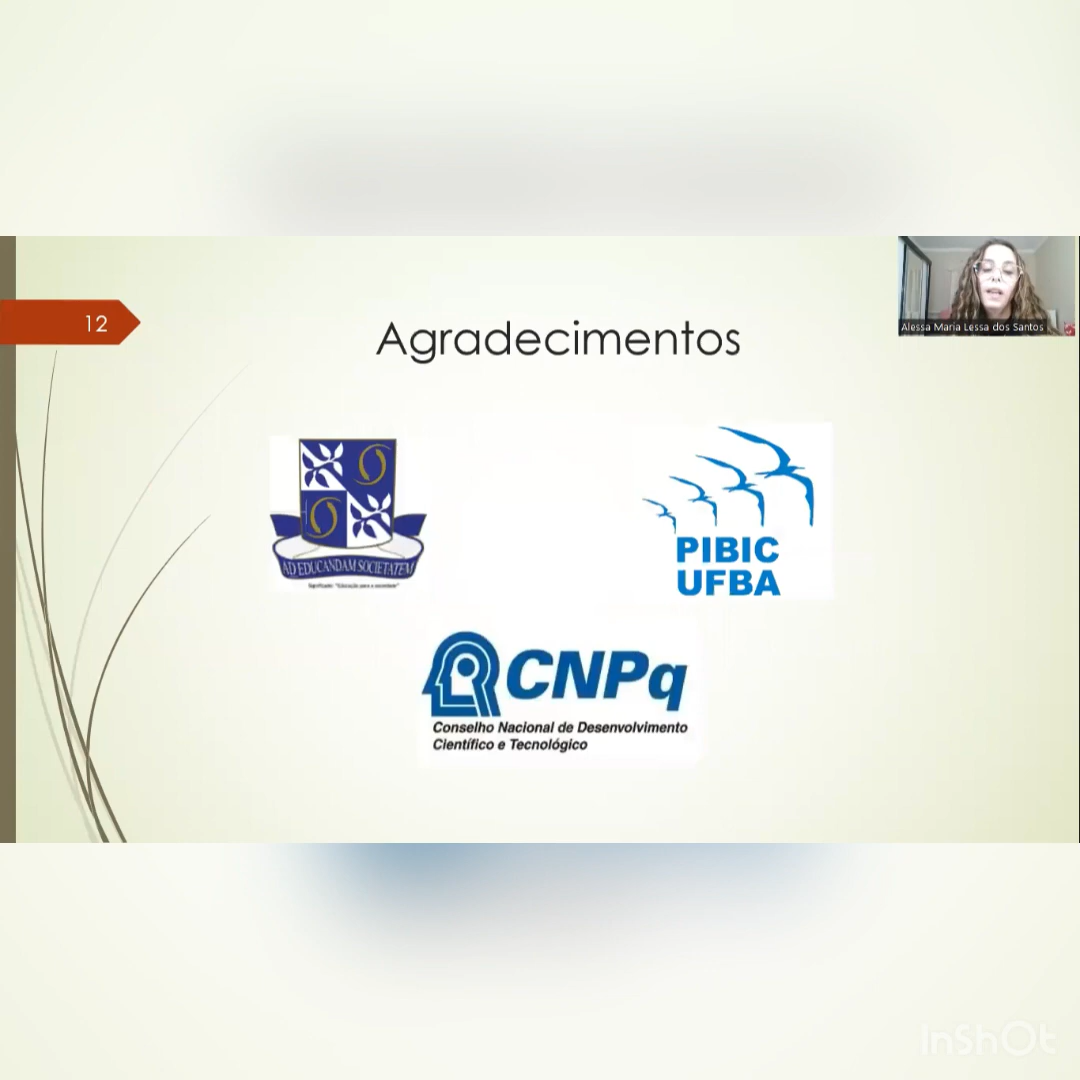 12
Agradecimentos
Alessa Maria Lessa dos Santos
AD EDUCANDAM SOCIETATEM
PIBIC
UFBA
CNPq
Conselho Nacional de Desenvolvimento
Científico e Tecnológico
InShOt